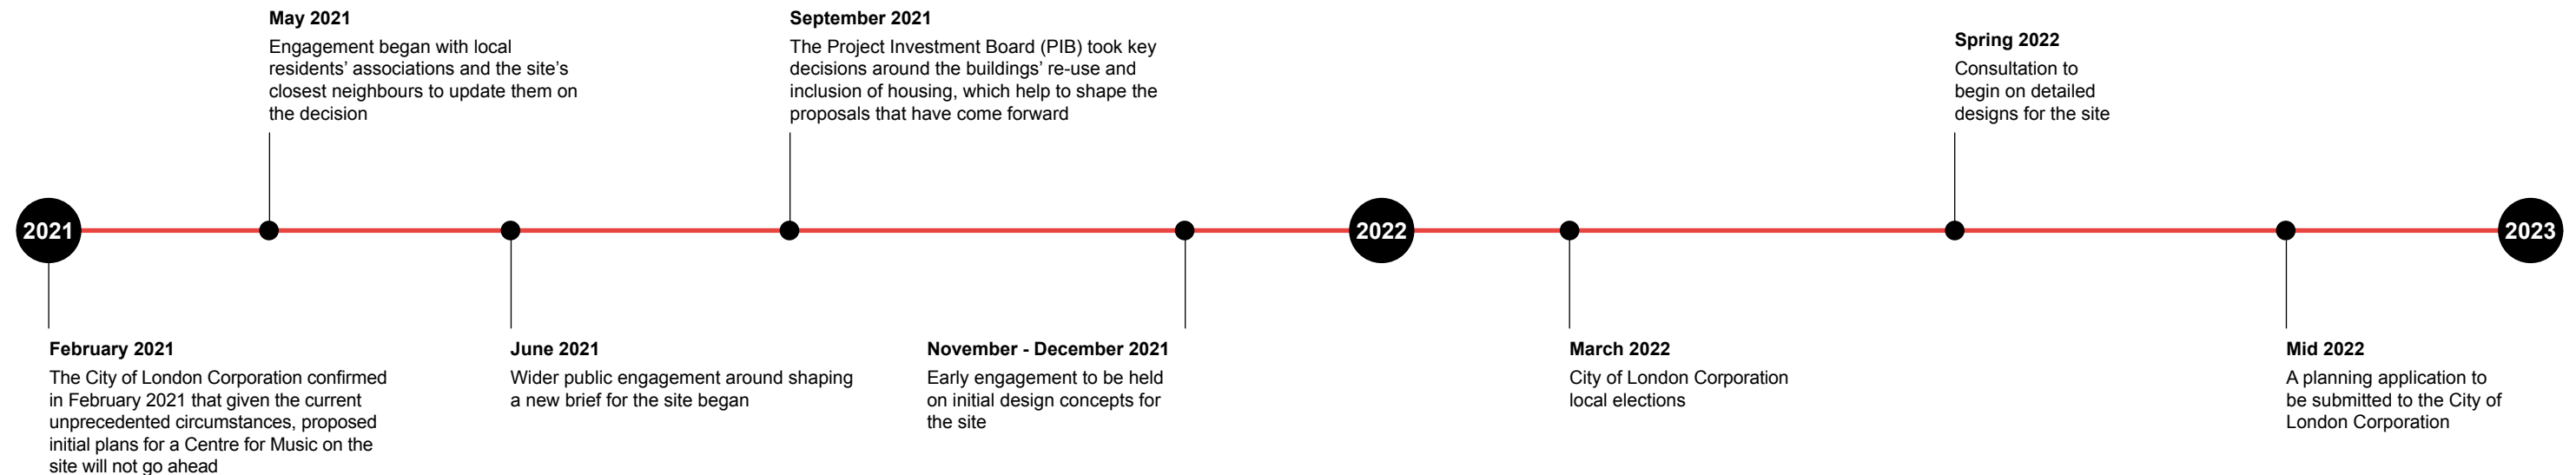 May 2021
Engagement began with local
residents’ associations and the site’s
closest neighbours to update them on
the decision
September 2021
The Project Investment Board (PIB) took key
decisions around the buildings’ re-use and
inclusion of housing, which help to shape the
proposals that have come forward
Spring 2022
Consultation to
begin on detailed
designs for the site
2021
2022
2023
February 2021
The City of London Corporation confirmed
in February 2021 that given the current
unprecedented circumstances, proposed
initial plans for a Centre for Music on the
site will not go ahead
June 2021
Wider public engagement around shaping
a new brief for the site began
November - December 2021
Early engagement to be held
on initial design concepts for
the site
March 2022
City of London Corporation
local elections
Mid 2022
A planning application to
be submitted to the City of
London Corporation